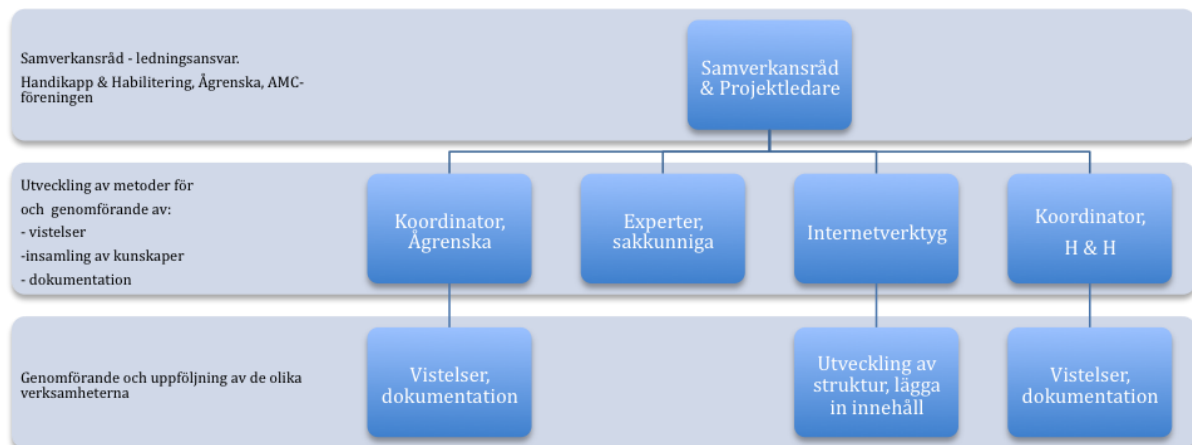 Samverkansråd - ledningsansvar.
Handikapp & Habilitering, Ågrenska, AMC-
föreningen
Samverkansråd
& Projektledare
Utveckling av metoder för
och genomförande av:
- vistelser
-insamling av kunskaper
- dokumentation
Koordinator,
Ågrenska
Experter,
sakkunniga
Internetverktyg
Koordinator,
H & H
Genomförande och uppföljning av de olika
verksamheterna
Vistelser,
dokumentation
Utveckling av
struktur, lägga
in innehåll
Vistelser,
dokumentation